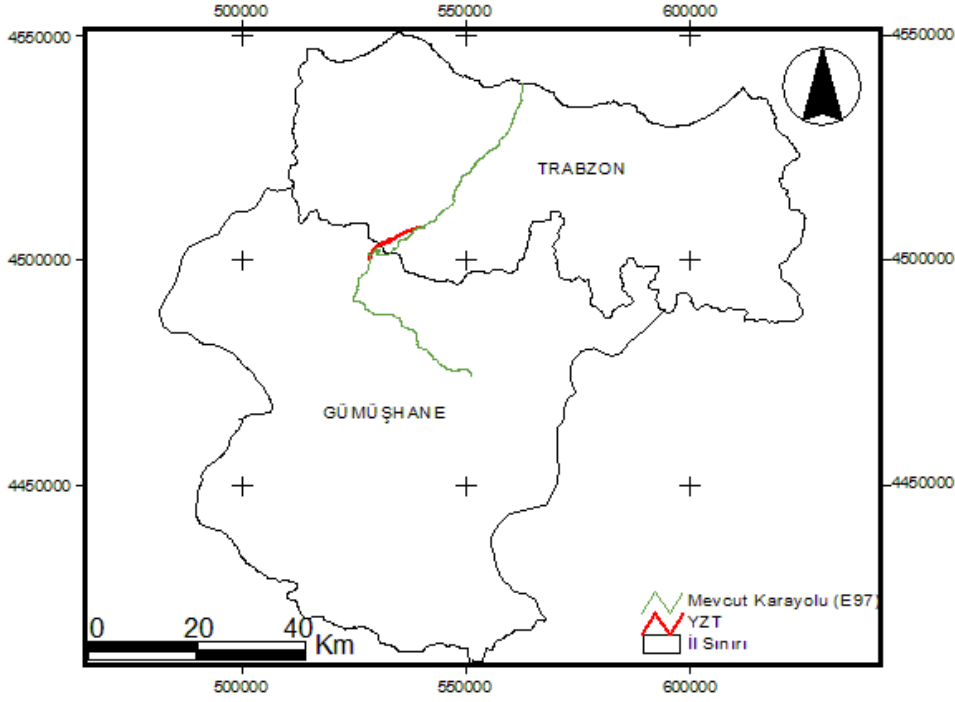 500000 550000 600000
4550000 4550000
TRABZON
4500000 4500000
GÜMÜŞHANE
4450000 4450000
Mevcut Karayolu (E97)
YZT
İl Sınırı
0 20 40 Km
500000 550000 600000